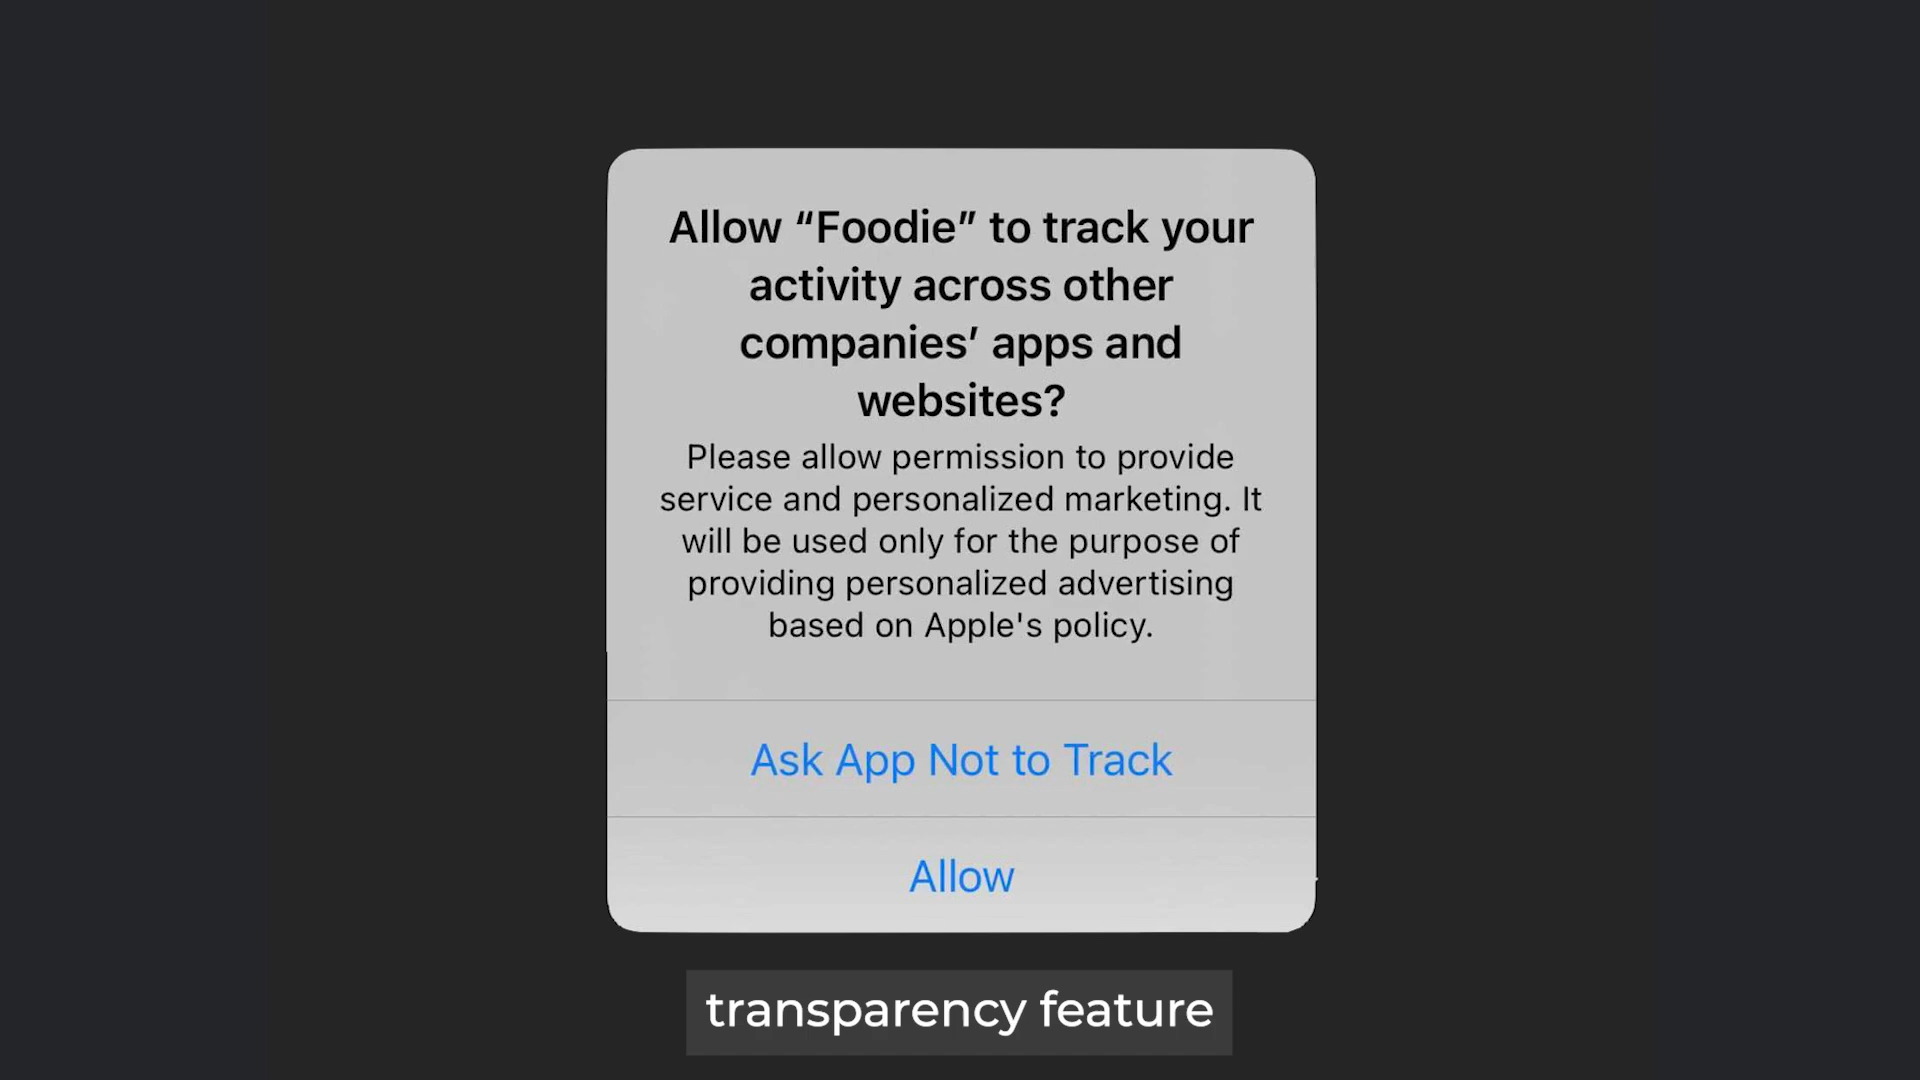 Allow “Foodie” to track your
activity across other
companies’ apps and
websites?
Please allow permission to provide
service and personalized marketing. It
will be used only for the purpose of
providing personalized advertising
based on Apple's policy.
Ask App Not to Track
Allow
transparency feature